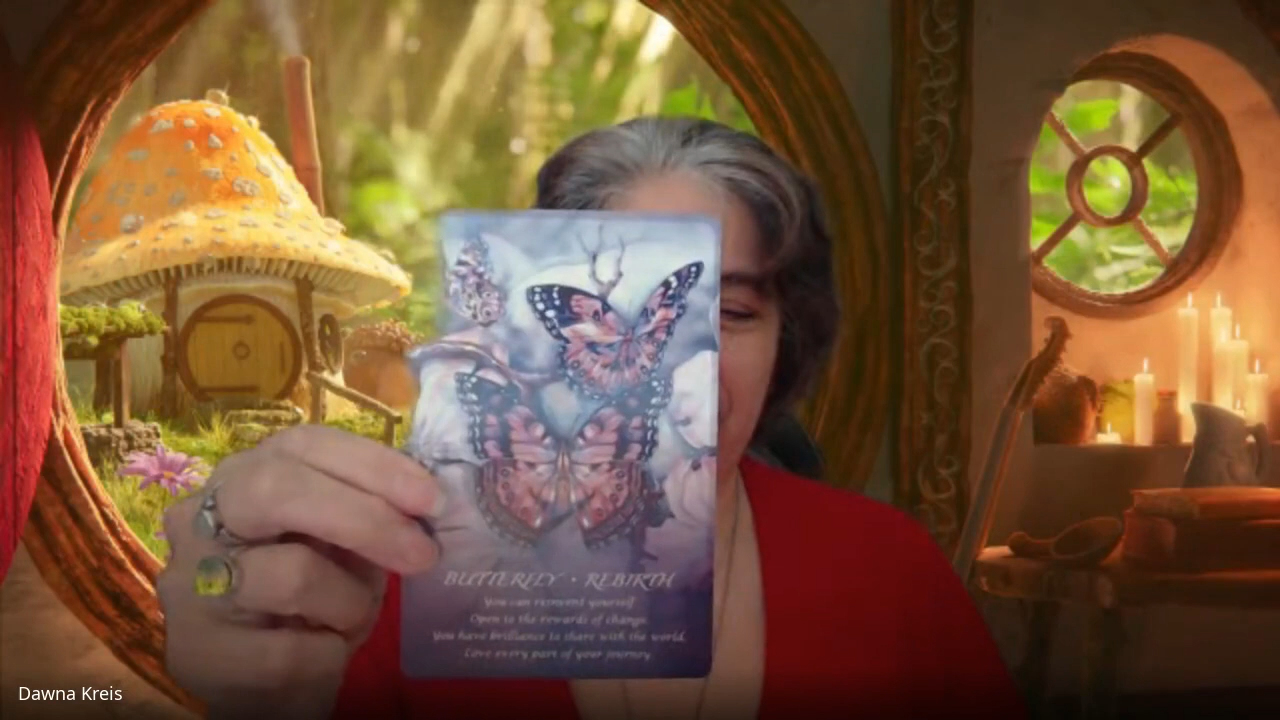 BUTTERFLY • REBIRTH
You can reinvent yourself.
Open to the rewards of change.
You have brilliance to share with the world.
Love every part of your journey.
Dawna Kreis